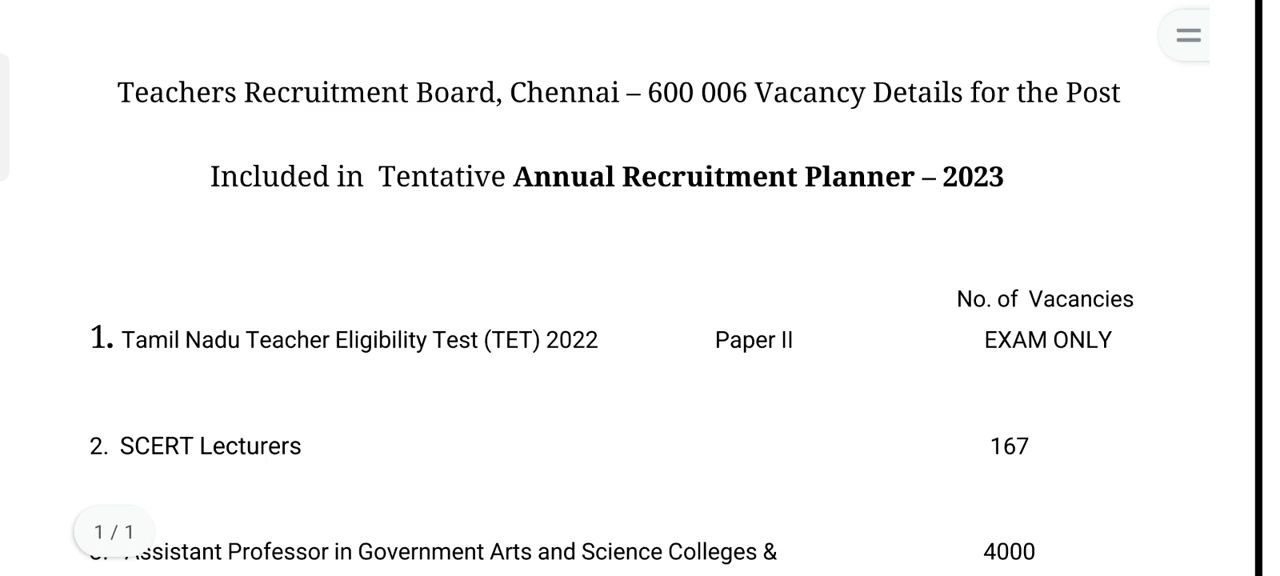 Teachers Recruitment Board, Chennai – 600 006 Vacancy Details for the Post
Included in Tentative Annual Recruitment Planner – 2023
No. of Vacancies
1. Tamil Nadu Teacher Eligibility Test (TET) 2022 Paper II EXAM ONLY
2. SCERT Lecturers 167
1 / 1
Assistant Professor in Government Arts and Science Colleges & 4000